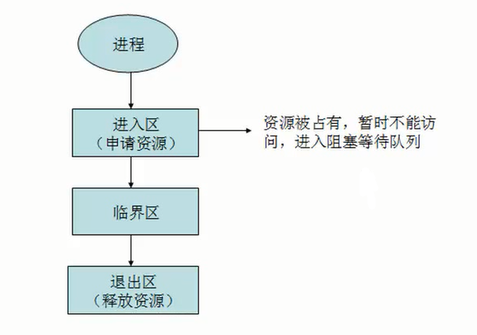 进程
进入区
（申请资源）
资源被占有，暂时不能访
问，进入阻塞等待队列
临界区
退出区
（释放资源）